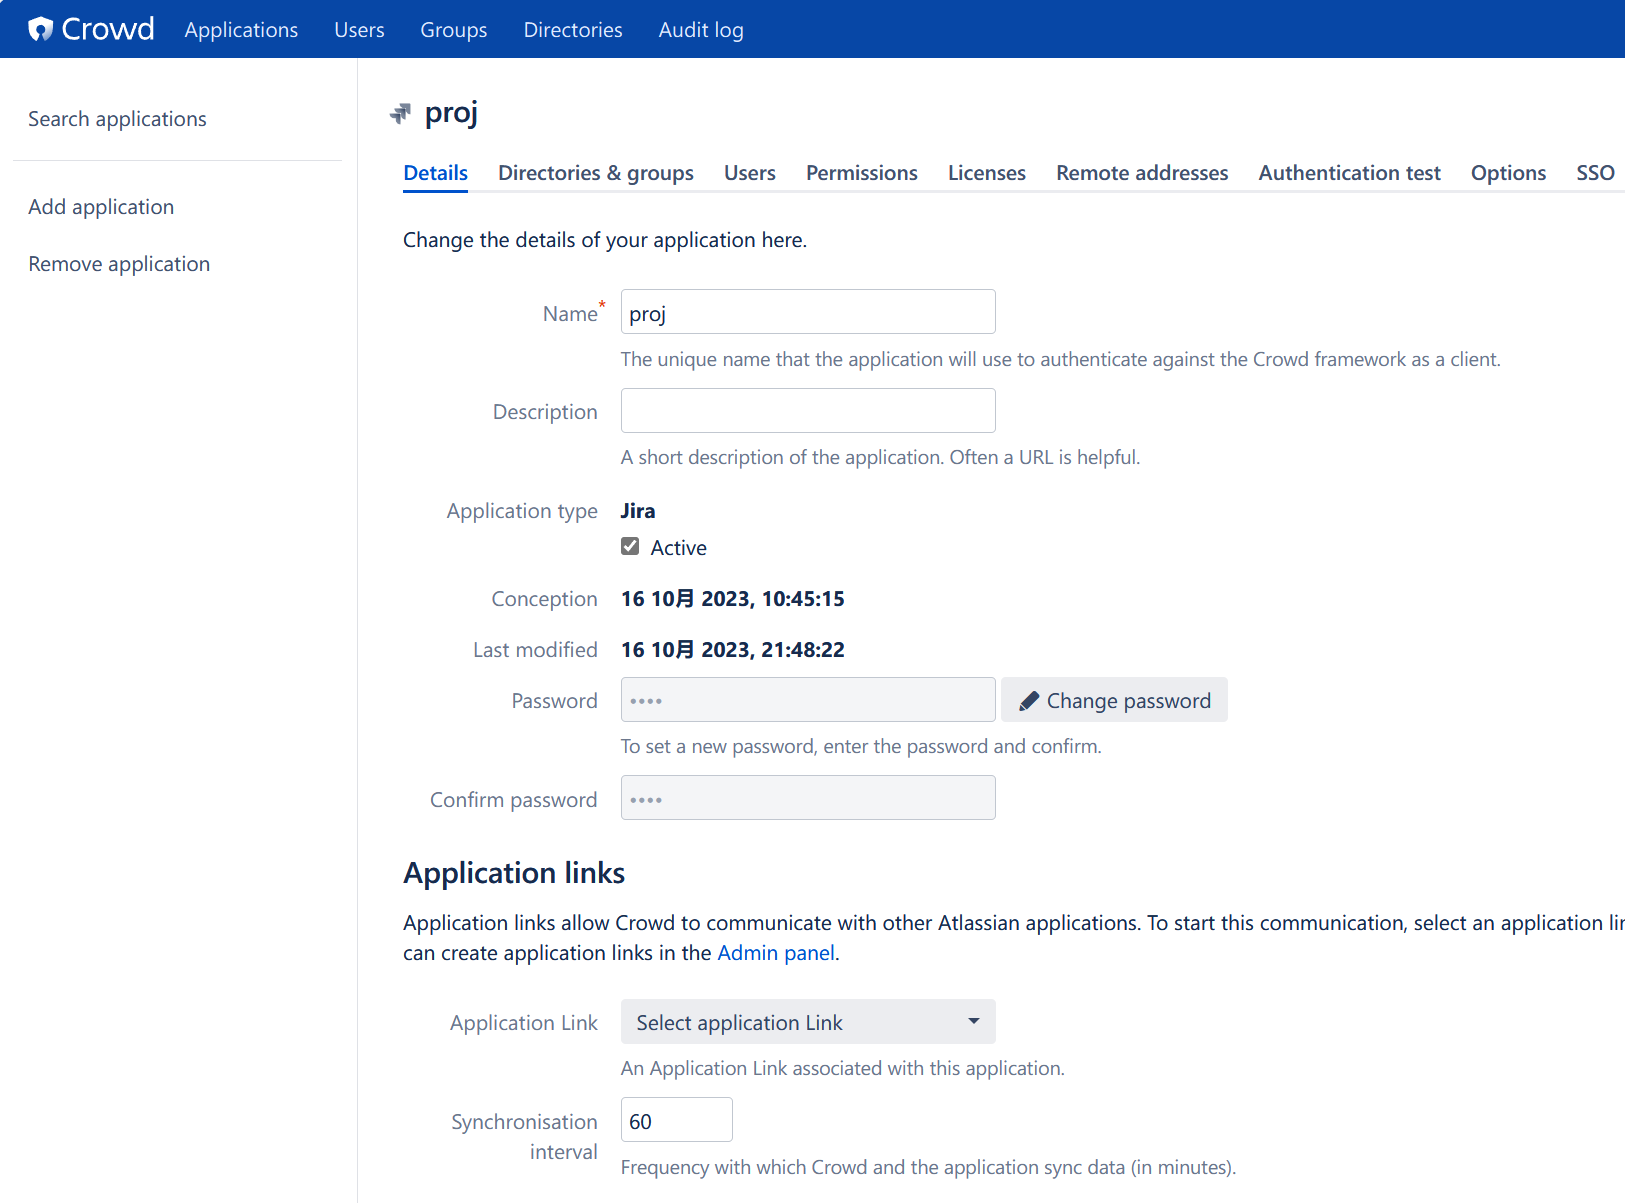 Crowd Applications Users Groups Directories Audit log
Search applications
Add application
Remove application
proj
Details Directories & groups Users Permissions Licenses Remote addresses Authentication test Options SSO
Change the details of your application here.
Name* proj
The unique name that the application will use to authenticate against the Crowd framework as a client.
Description
A short description of the application. Often a URL is helpful.
Application type Jira
Active
Conception 16 10月 2023, 10:45:15
Last modified 16 10月 2023, 21:48:22
Password •••• Change password
To set a new password, enter the password and confirm.
Confirm password ••••
Application links
Application links allow Crowd to communicate with other Atlassian applications. To start this communication, select an application
can create application links in the Admin panel.
Application Link Select application Link
An Application Link associated with this application.
Synchronisation 60
interval
Frequency with which Crowd and the application sync data (in minutes).